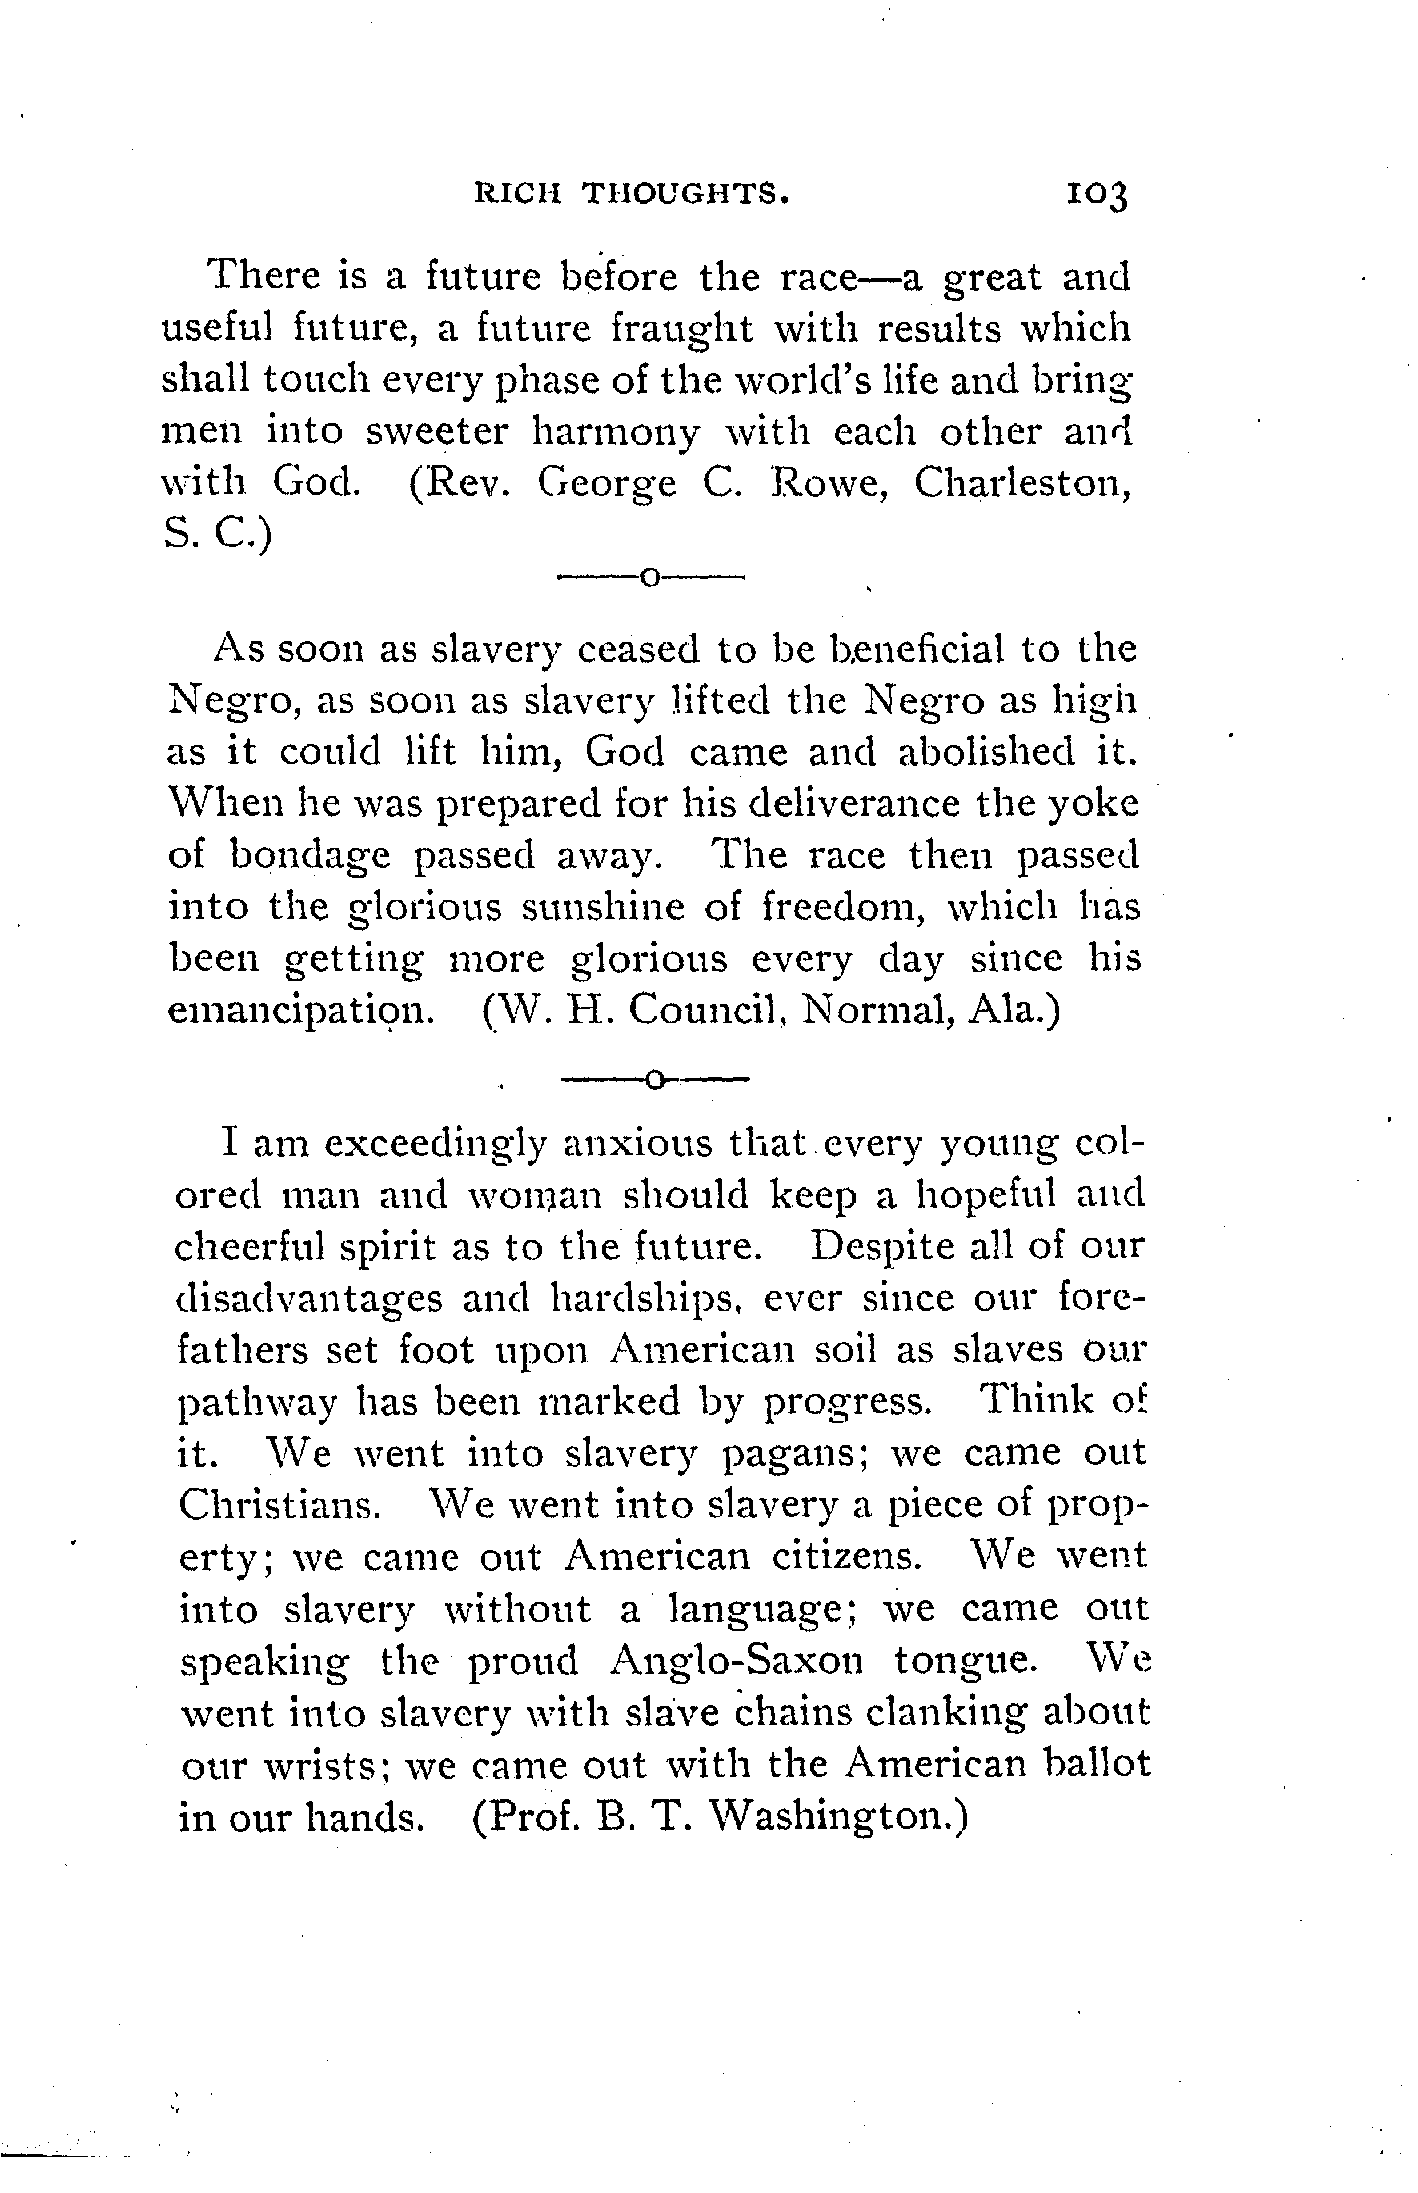 RICH THOUGHTS. 103
There is a future before the race—a great and
useful future, a future fraught with results which
shall touch every phase of the world's life and bring
men into sweeter harmony with each other and
with God. (Rev. George C. Rowe, Charleston,
S. C.)
——o——
As soon as slavery ceased to be beneficial to the
Negro, as soon as slavery lifted the Negro as high
as it could lift him, God came and abolished it.
When he was prepared for his deliverance the yoke
of bondage passed away. The race then passed
into the glorious sunshine of freedom, which has
been getting more glorious every day since his
emancipation. (W. H. Council, Normal, Ala.)
——o——
I am exceedingly anxious that every young col-
ored man and woman should keep a hopeful and
cheerful spirit as to the future. Despite all of our
disadvantages and hardships, ever since our fore-
fathers set foot upon American soil as slaves our
pathway has been marked by progress. Think of
it. We went into slavery pagans; we came out
Christians. We went into slavery a piece of prop-
erty; we came out American citizens. We went
into slavery without a language; we came out
speaking the proud Anglo-Saxon tongue. We
went into slavery with slave chains clanking about
our wrists; we came out with the American ballot
in our hands. (Prof. B. T. Washington.)